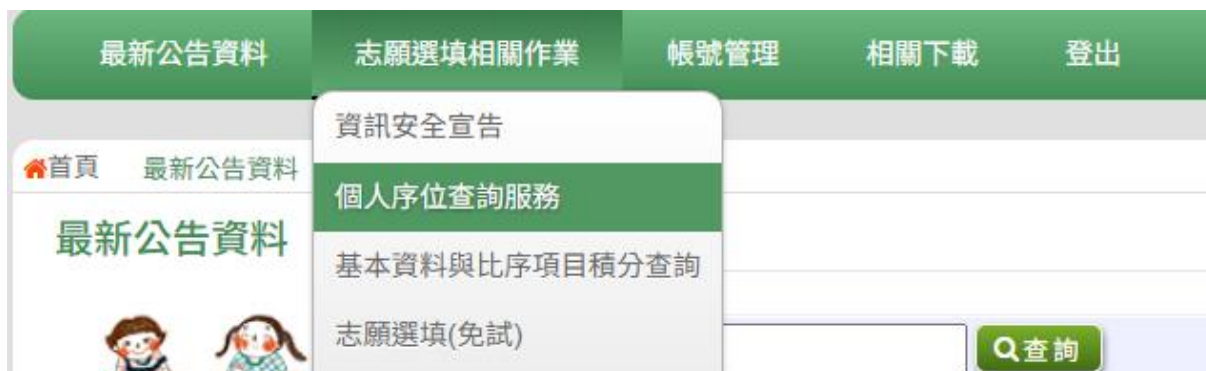 最新公告資料 志願選填相關作業 帳號管理 相關下載 登出
資訊安全宣告
首頁 最新公告資料
個人序位查詢服務
最新公告資料
基本資料與比序項目積分查詢
志願選填(免試)
查詢